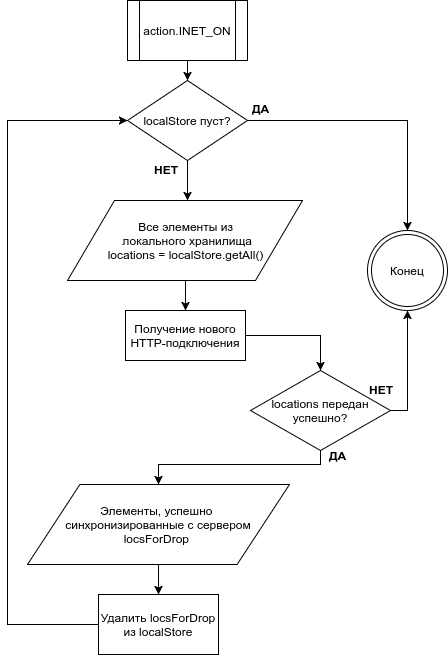 action.INET_ON
localStore пуст?
ДА
НЕТ
Все элементы из
локального хранилища
locations = localStore.getAll()
Конец
Получение нового
HTTP-подключения
НЕТ
locations передан
успешно?
ДА
Элементы, успешно
синхронизированные с сервером
locsForDrop
Удалить locsForDrop
из localStore